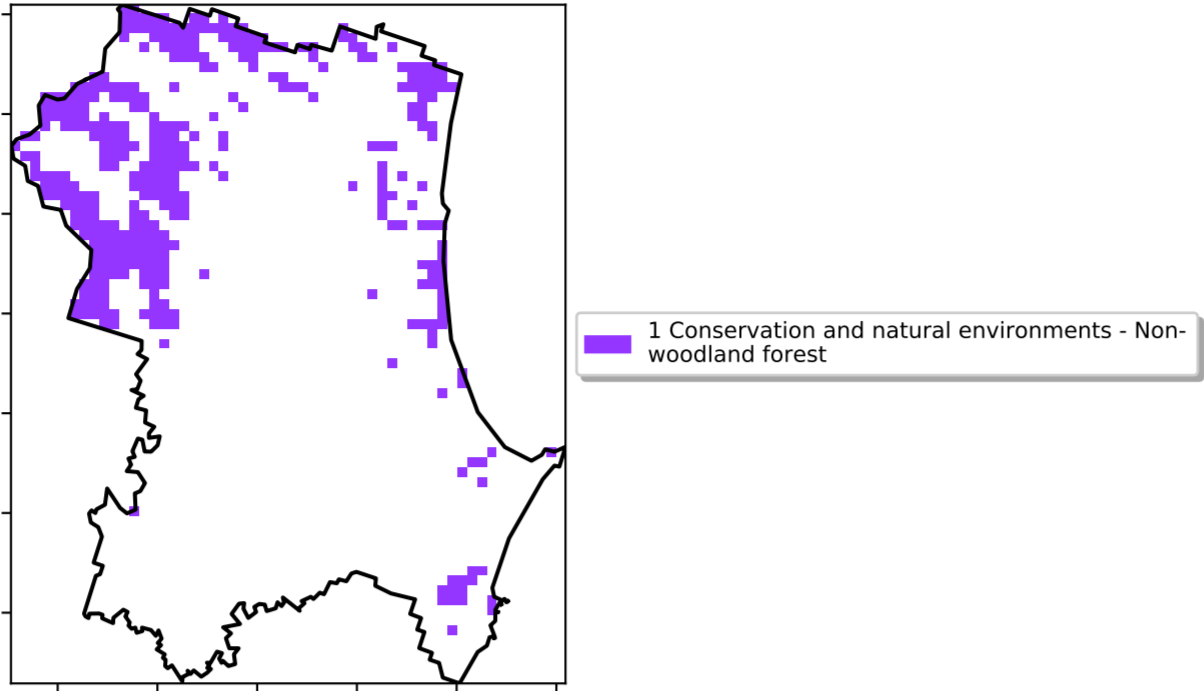 1 Conservation and natural environments - Non-
woodland forest